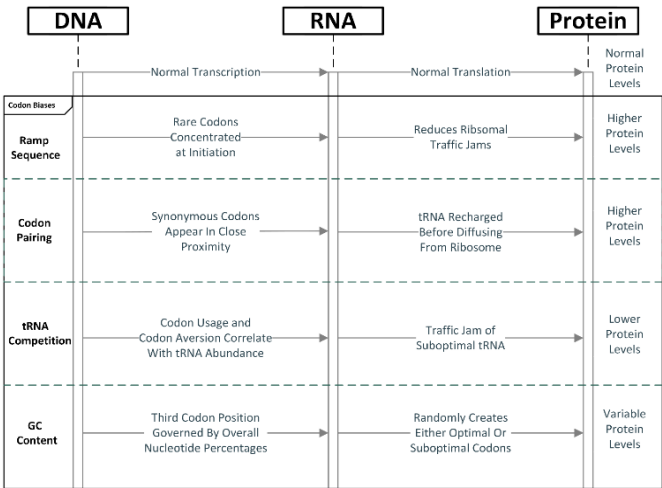 DNA
RNA
Protein
Normal Transcription
Normal Translation
Normal
Protein
Levels
Codon Biases
Ramp
Sequence
Rare Codons
Concentrated
at Initiation
Reduces Ribsomal
Traffic Jams
Higher
Protein
Levels
Codon
Pairing
Synonymous Codons
Appear In Close
Proximity
tRNA Recharged
Before Diffusing
From Ribosome
Higher
Protein
Levels
tRNA
Competition
Codon Usage and
Codon Aversion Correlate
With tRNA Abundance
Traffic Jam of
Suboptimal tRNA
Lower
Protein
Levels
GC
Content
Third Codon Position
Governed By Overall
Nucleotide Percentages
Randomly Creates
Either Optimal Or
Suboptimal Codons
Variable
Protein
Levels